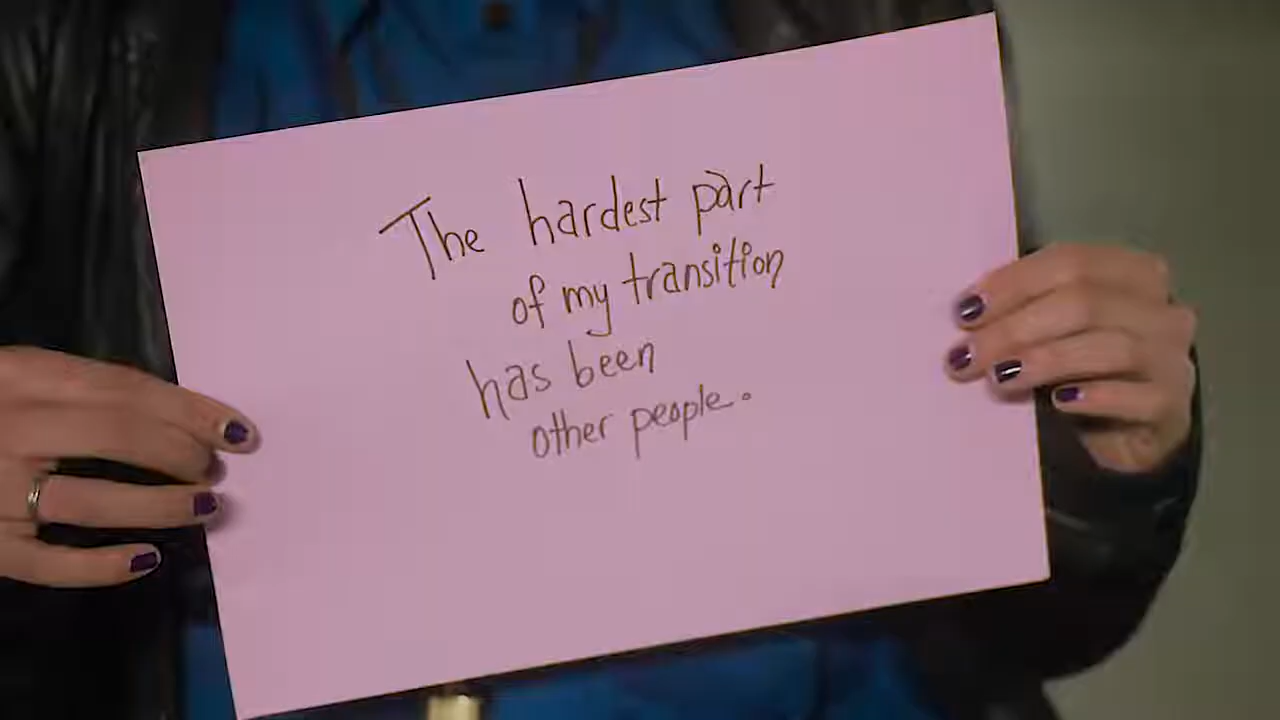 The hardest part
of my transition
has been
other people.